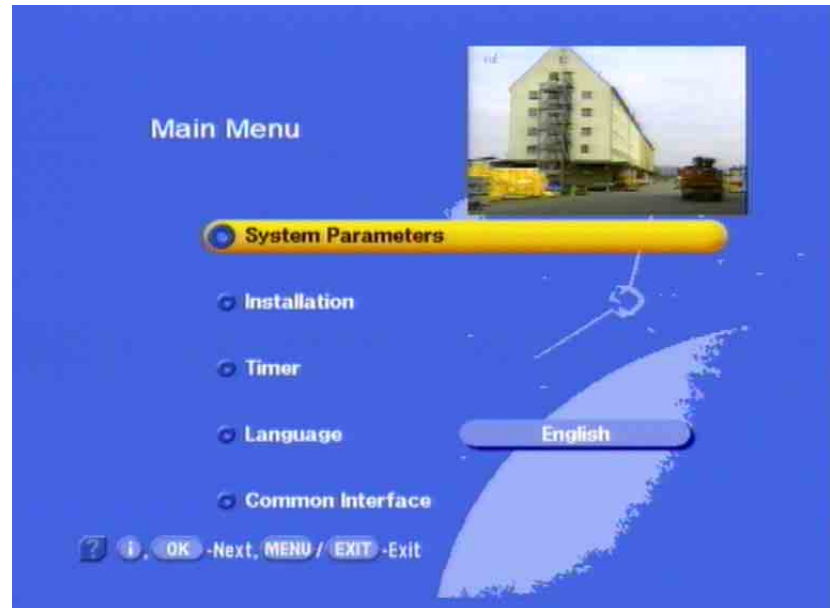 Main Menu
System Parameters
Installation
Timer
Language English
Common Interface
? i, OK -Next, MENU / EXIT -Exit